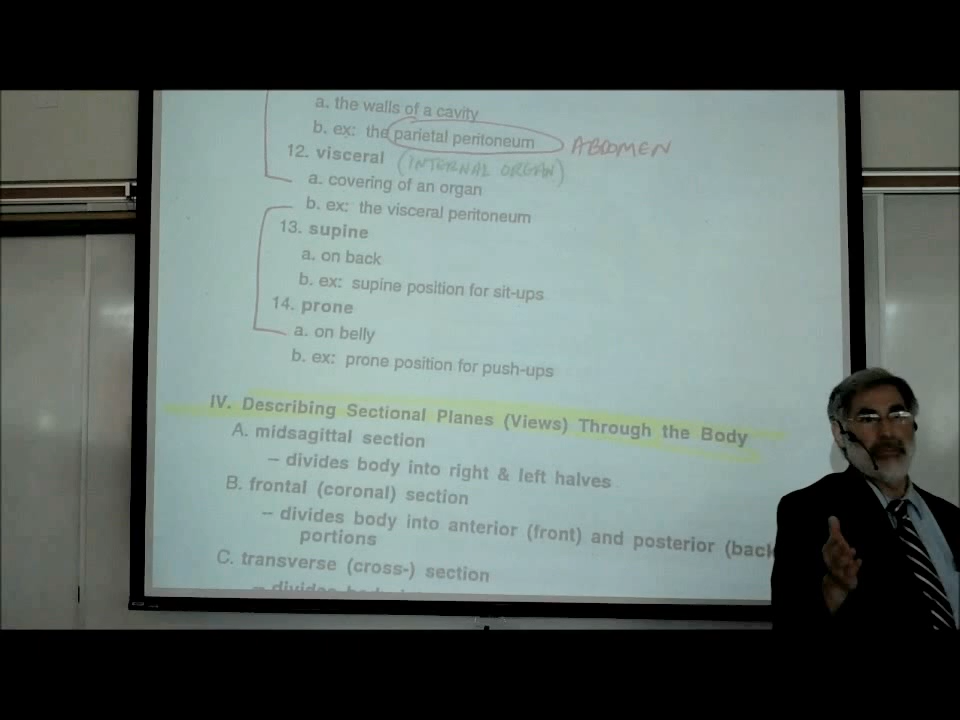 a. the walls of a cavity
b. ex: the parietal peritoneum ABDOMEN
12. visceral (INTERNAL ORGAN)
a. covering of an organ
b. ex: the visceral peritoneum
13. supine
a. on back
b. ex: supine position for sit-ups
14. prone
a. on belly
b. ex: prone position for push-ups
IV. Describing Sectional Planes (Views) Through the Body
A. midsagittal section
– divides body into right & left halves
B. frontal (coronal) section
– divides body into anterior (front) and posterior (back
portions
C. transverse (cross-) section
– divides body